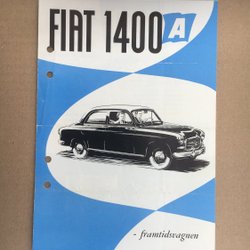 FIAT 1400 A
- framtidsvagnen